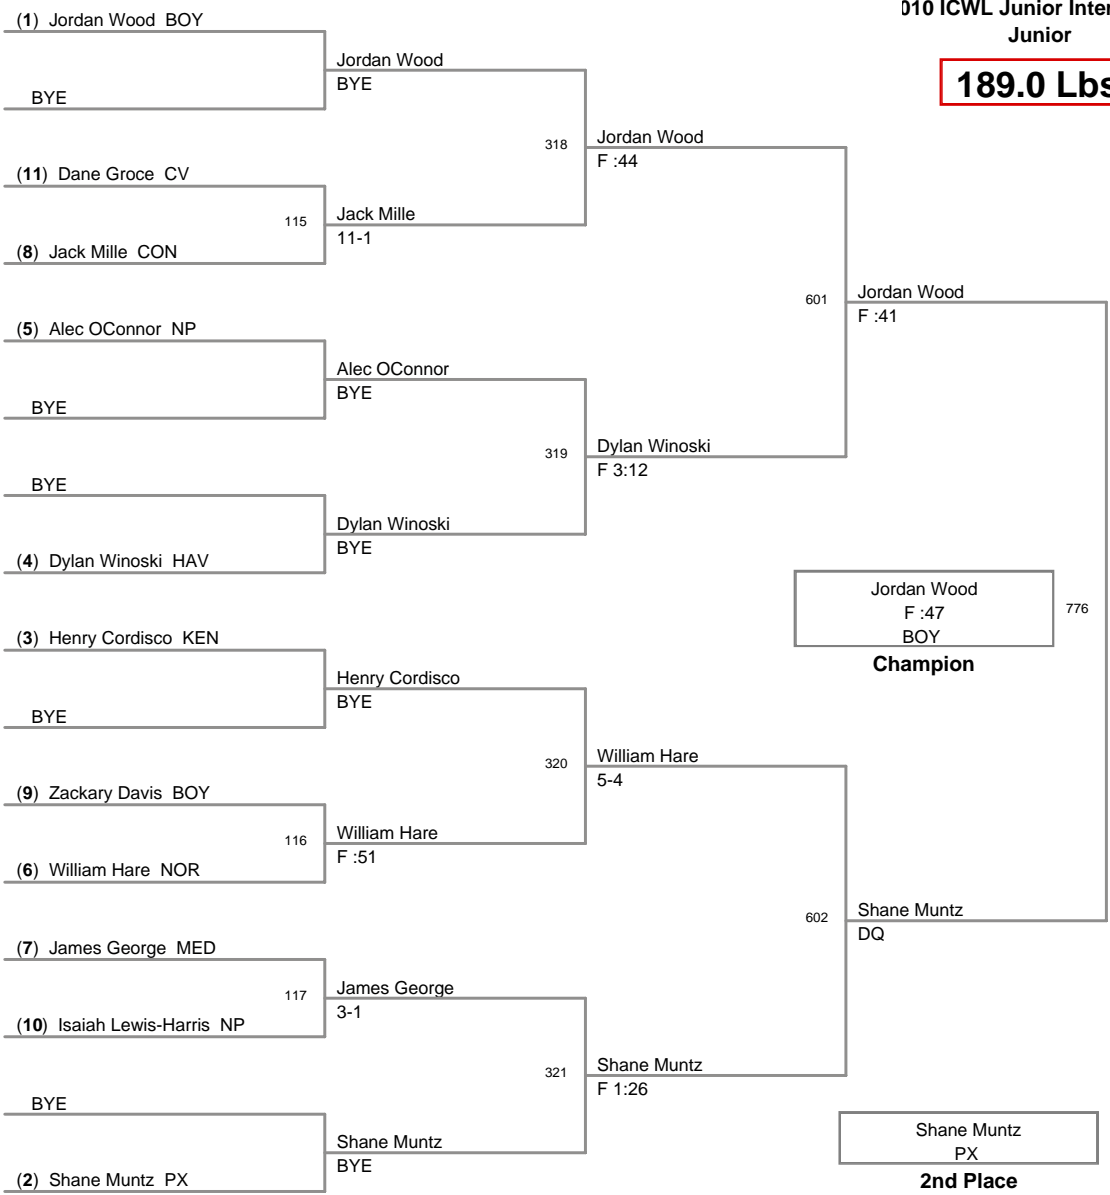 010 ICWL Junior Inter
Junior
189.0 Lbs
(1) Jordan Wood BOY
Jordan Wood
BYE
BYE
318
Jordan Wood
F :44
(11) Dane Groce CV
115
Jack Mille
11-1
(8) Jack Mille CON
601
Jordan Wood
F :41
(5) Alec OConnor NP
Alec OConnor
BYE
BYE
319
Dylan Winoski
F 3:12
BYE
Dylan Winoski
BYE
(4) Dylan Winoski HAV
Jordan Wood
F :47
BOY
776
Champion
(3) Henry Cordisco KEN
Henry Cordisco
BYE
BYE
320
William Hare
5-4
(9) Zackary Davis BOY
116
William Hare
F :51
(6) William Hare NOR
602
Shane Muntz
DQ
(7) James George MED
117
James George
3-1
(10) Isaiah Lewis-Harris NP
321
Shane Muntz
F 1:26
BYE
Shane Muntz
BYE
(2) Shane Muntz PX
Shane Muntz
PX
2nd Place